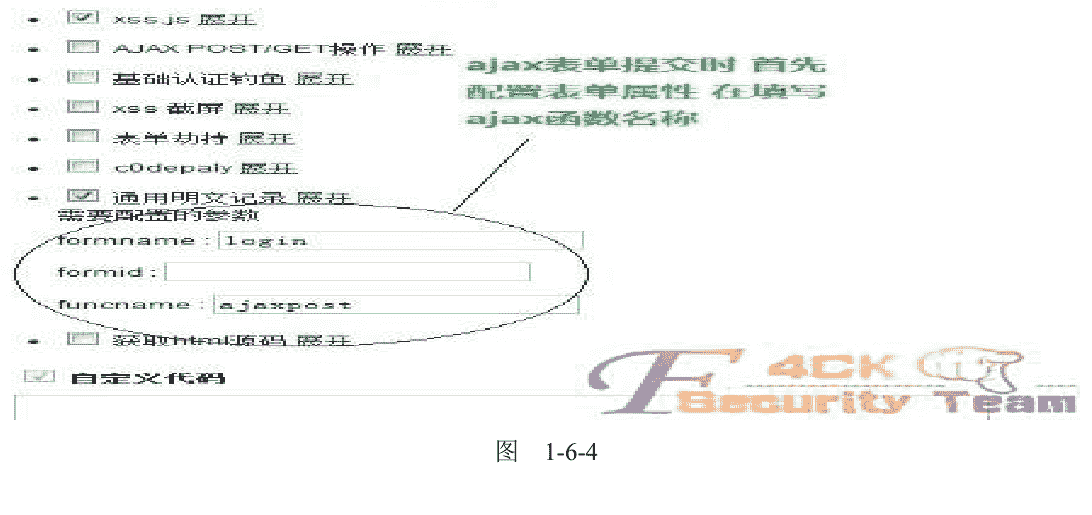 xss.js 展开
AJAX POST/GET操作 展开
基础认证钓鱼 展开
xss 截屏 展开
表单劫持 展开
c0depaly 展开
通用明文记录 展开
需要配置的参数
formname : login
formid :
funcname : ajaxpost
获取html源码 展开
自定义代码
ajax表单提交时 首先
配置表单属性 在填写
ajax函数名称
F4CK
Security Team
图 1-6-4